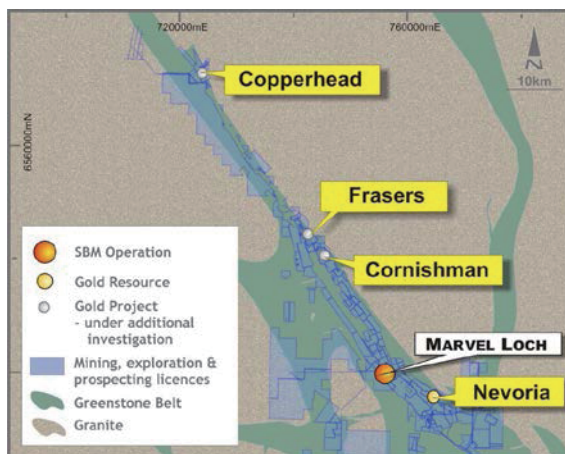 720000mE
760000mE
N
10km
Copperhead
6560000mN
Frasers
Cornishman
SBM Operation
Gold Resource
Gold Project
- under additional
investigation
Mining, exploration &
prospecting licences
Greenstone Belt
Granite
MARVEL LOCH
Nevoria